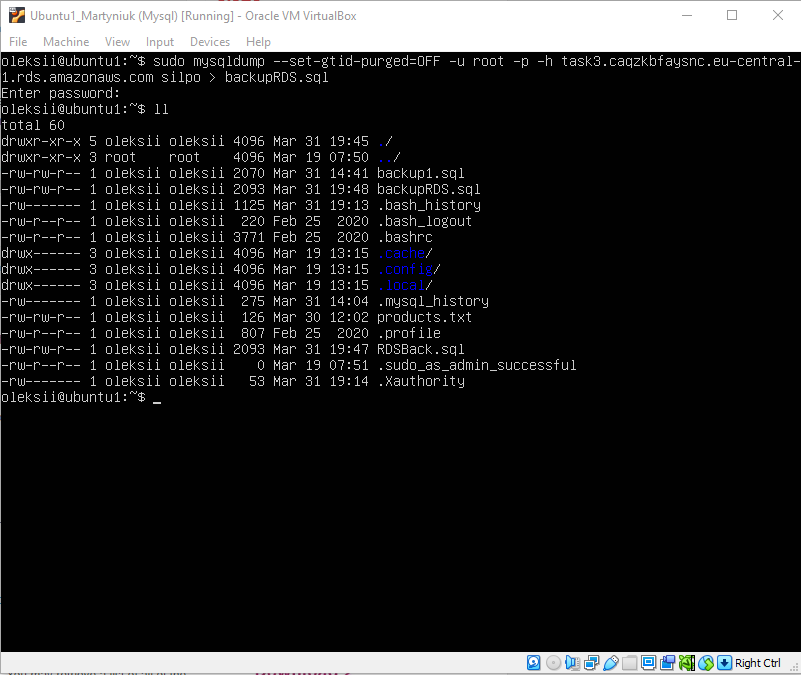 Ubuntu1_Martyniuk (Mysql) [Running] - Oracle VM VirtualBox
File Machine View Input Devices Help
oleksii@ubuntu1:~$ sudo mysqldump --set-gtid-purged=OFF -u root -p -h task3.caqzkbfaysnc.eu-central-
1.rds.amazonaws.com silpo > backupRDS.sql
Enter password:
oleksii@ubuntu1:~$ ll
total 60
drwxr-xr-x 5 oleksii oleksii 4096 Mar 31 19:45 ./
drwxr-xr-x 3 root    root    4096 Mar 19 07:50 ../
-rw-rw-r-- 1 oleksii oleksii 2070 Mar 31 14:41 backup1.sql
-rw-rw-r-- 1 oleksii oleksii 2093 Mar 31 19:48 backupRDS.sql
-rw------- 1 oleksii oleksii 1125 Mar 31 19:13 .bash_history
-rw-r--r-- 1 oleksii oleksii  220 Feb 25  2020 .bash_logout
-rw-r--r-- 1 oleksii oleksii 3771 Feb 25  2020 .bashrc
drwx------ 3 oleksii oleksii 4096 Mar 19 13:15 .cache/
drwx------ 3 oleksii oleksii 4096 Mar 19 13:15 .config/
drwx------ 3 oleksii oleksii 4096 Mar 19 13:15 .local/
-rw------- 1 oleksii oleksii  275 Mar 31 14:04 .mysql_history
-rw-rw-r-- 1 oleksii oleksii  126 Mar 30 12:02 products.txt
-rw-r--r-- 1 oleksii oleksii  807 Feb 25  2020 .profile
-rw-rw-r-- 1 oleksii oleksii 2093 Mar 31 19:47 RDSBack.sql
-rw-r--r-- 1 oleksii oleksii    0 Mar 19 07:51 .sudo_as_admin_successful
-rw------- 1 oleksii oleksii   53 Mar 31 19:14 .Xauthority
oleksii@ubuntu1:~$ _
Right Ctrl